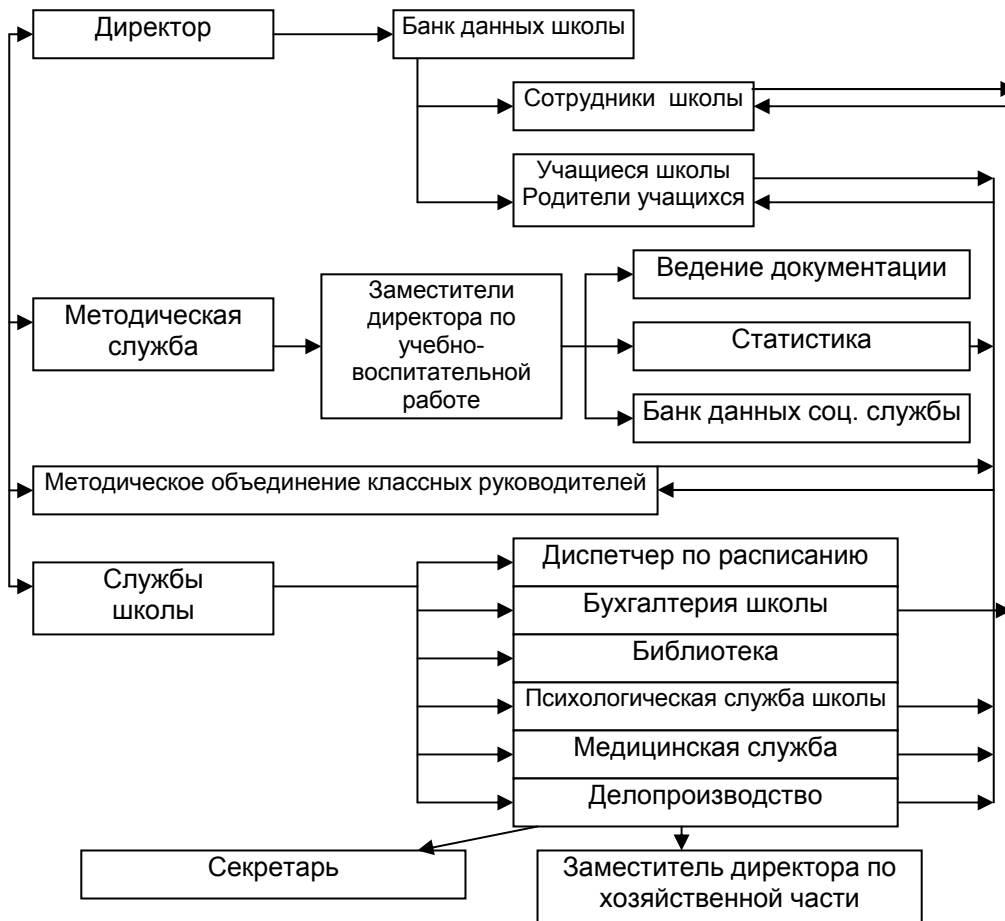 Директор
Банк данных школы
Сотрудники школы
Учащиеся школы
Родители учащихся
Методическая
служба
Заместители
директора по
учебно-
воспитательной
работе
Ведение документации
Статистика
Банк данных соц. службы
Методическое объединение классных руководителей
Службы
школы
Диспетчер по расписанию
Бухгалтерия школы
Библиотека
Психологическая служба школы
Медицинская служба
Делопроизводство
Секретарь
Заместитель директора по
хозяйственной части